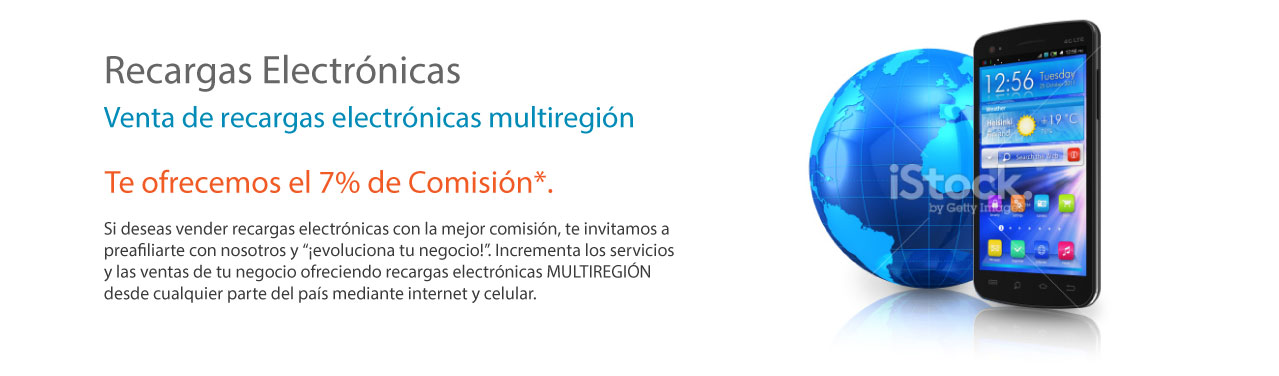 Recargas Electrónicas
Venta de recargas electrónicas multiregión
Te ofrecemos el 7% de Comisión*.
Si deseas vender recargas electrónicas con la mejor comisión, te invitamos a
preafiliarte con nosotros y “¡evoluciona tu negocio!”. Incrementa los servicios
y las ventas de tu negocio ofreciendo recargas electrónicas MULTIREGIÓN
desde cualquier parte del país mediante internet y celular.
4G LTE
12:56 Tuesday
Weather
Helsinki
+19 °C
iStock.
by Getty Images